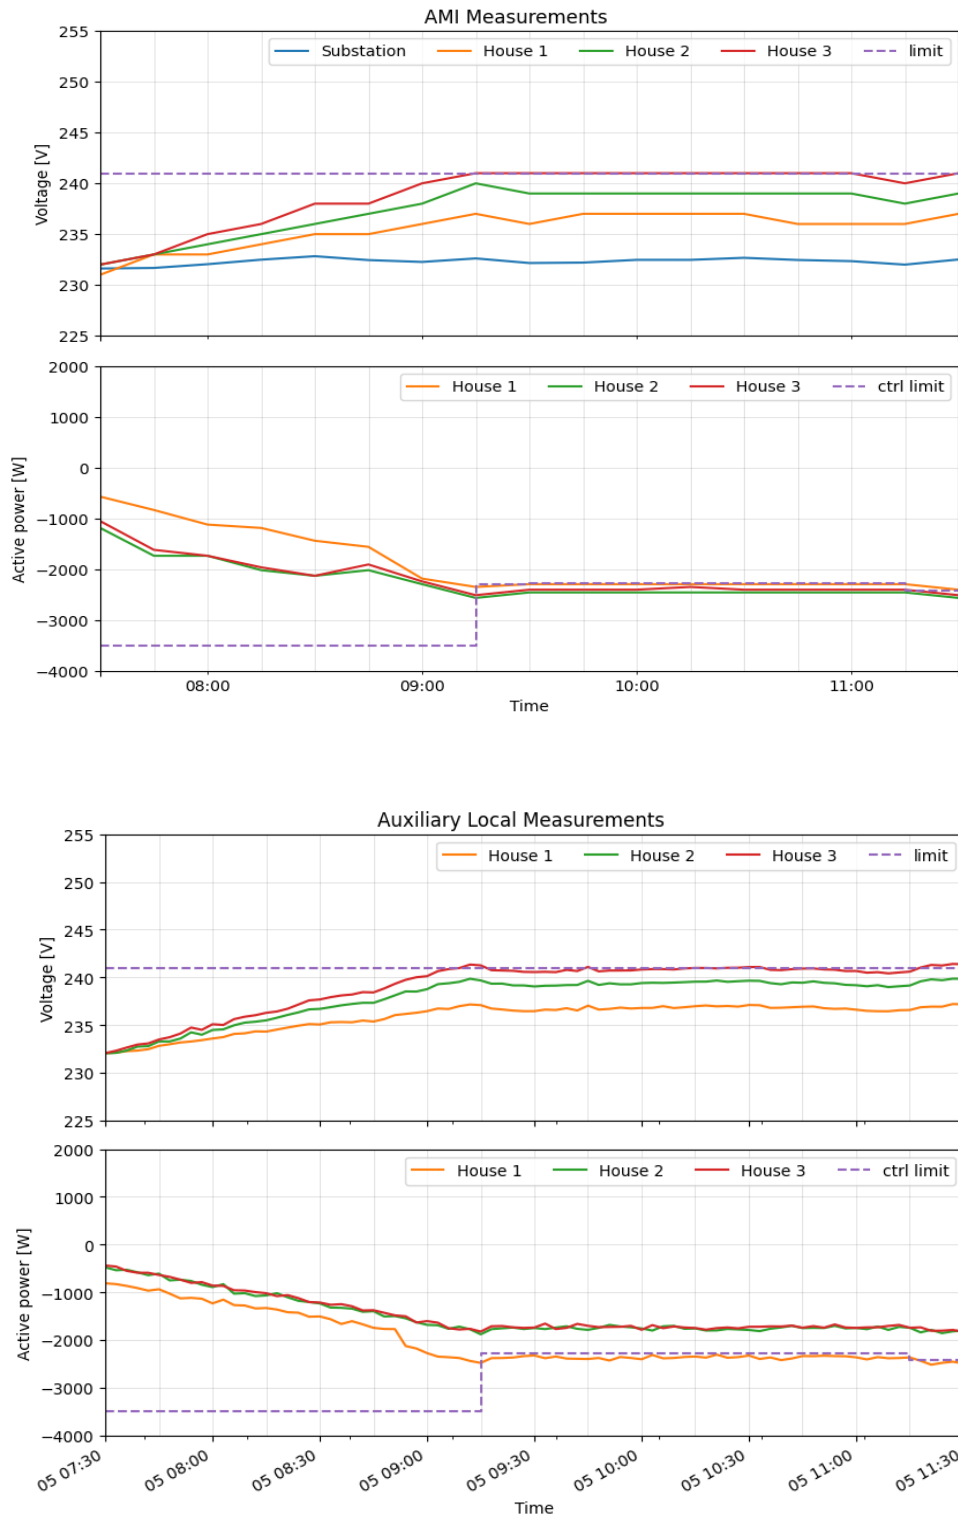 AMI Measurements
Substation House 1 House 2 House 3 limit
255
250
245
240
235
230
225
Voltage [V]
House 1 House 2 House 3 ctrl limit
2000
1000
0
−1000
−2000
−3000
−4000
Active power [W]
08:00 09:00 10:00 11:00
Time
Auxiliary Local Measurements
House 1 House 2 House 3 limit
255
250
245
240
235
230
225
Voltage [V]
House 1 House 2 House 3 ctrl limit
2000
1000
0
−1000
−2000
−3000
−4000
Active power [W]
05 07:30 05 08:00 05 08:30 05 09:00 05 09:30 05 10:00 05 10:30 05 11:00 05 11:30
Time